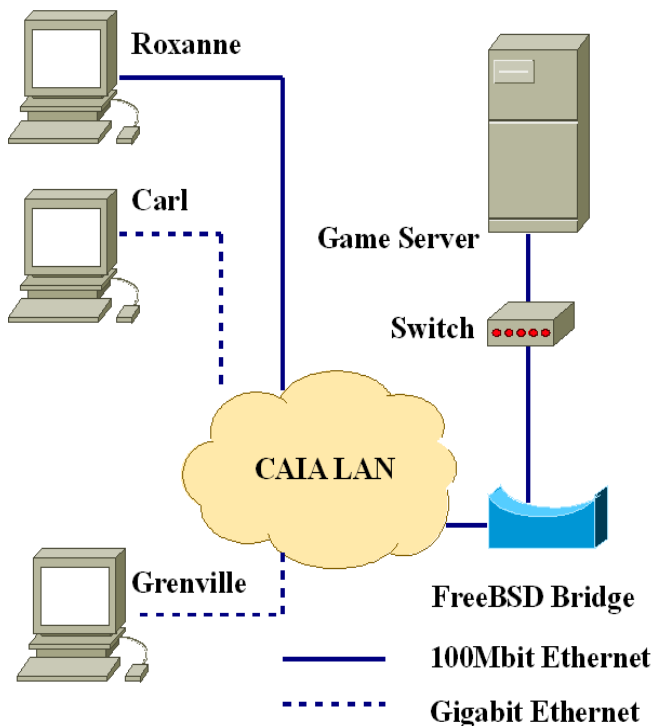 Roxanne
Carl
Game Server
Switch
CAIA LAN
Grenville
FreeBSD Bridge
100Mbit Ethernet
Gigabit Ethernet